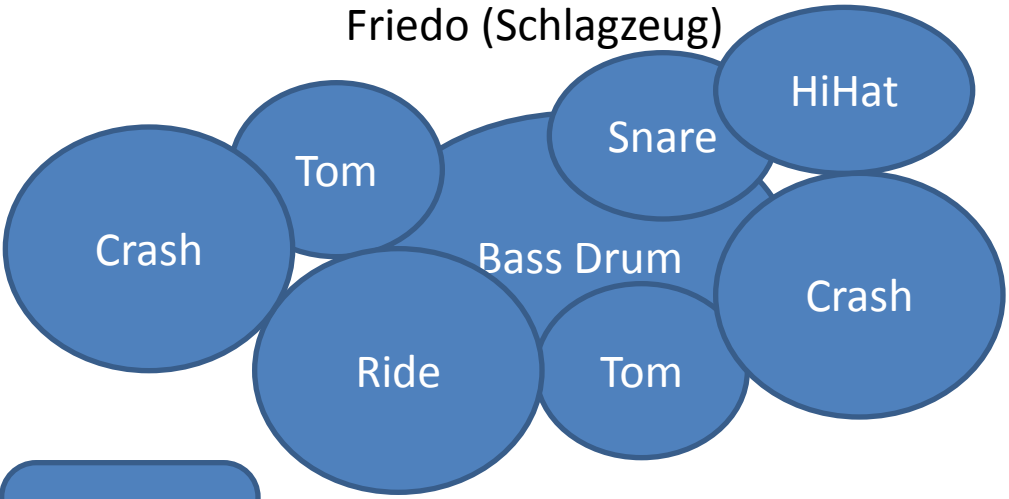 Friedo (Schlagzeug)
HiHat
Snare
Tom
Crash
Bass Drum
Crash
Ride
Tom